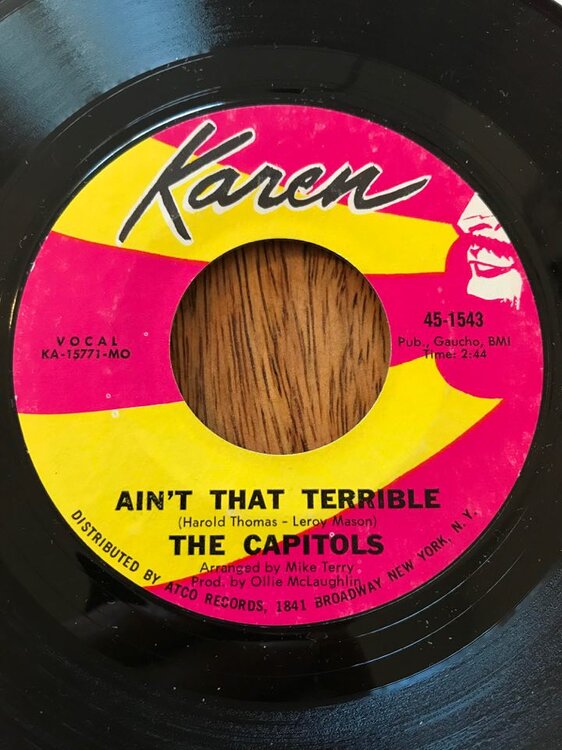 Karen
VOCAL
KA-15771-MO
45-1543
Pub., Gaucho, BMI
Time: 2:44
AIN'T THAT TERRIBLE
(Harold Thomas - Leroy Mason)
THE CAPITOLS
Arranged by Mike Terry
Prod. by Ollie McLaughlin
DISTRIBUTED BY ATCO RECORDS, 1841 BROADWAY NEW YORK, N.Y.